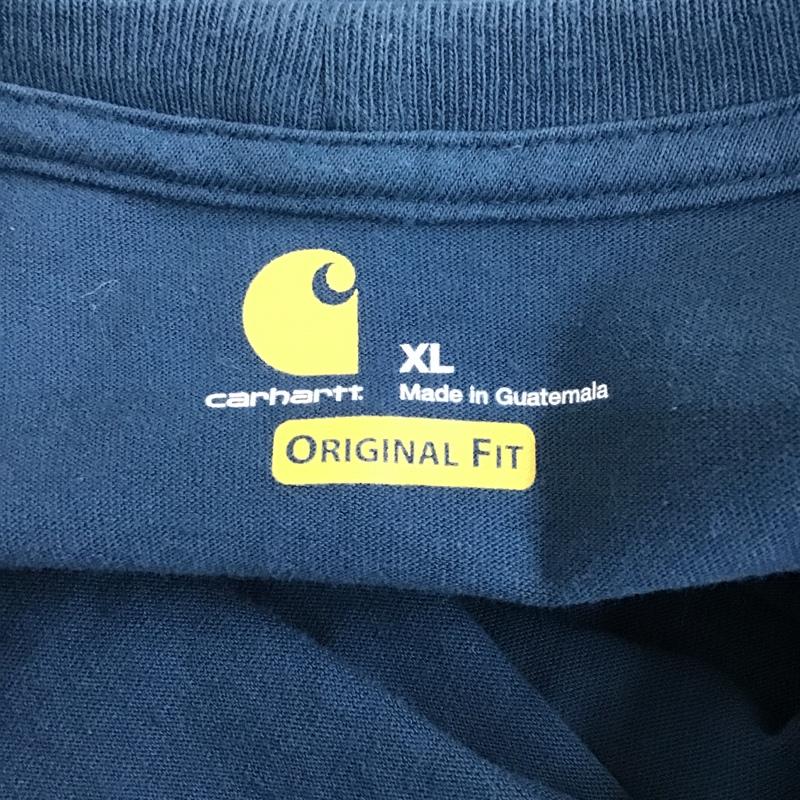 XL
carhartt
Made in Guatemala
ORIGINAL FIT